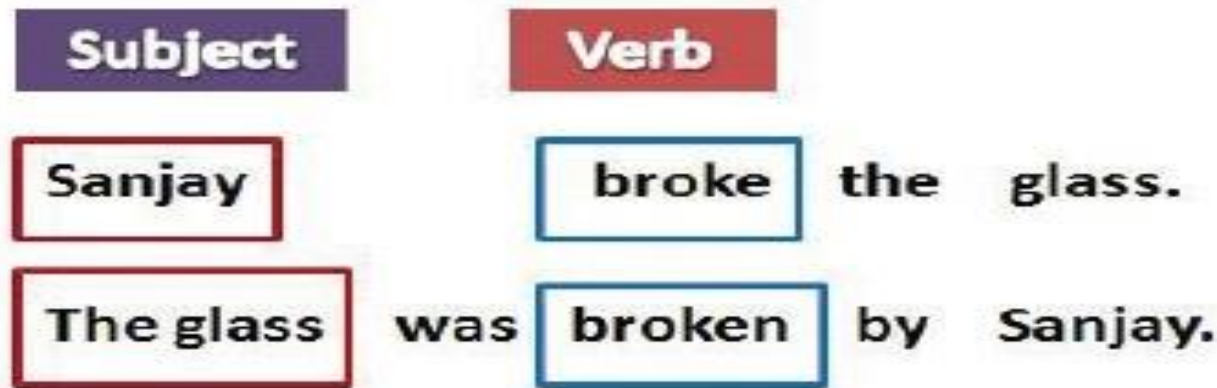 Subject Verb
Sanjay broke the glass.
The glass was broken by Sanjay.